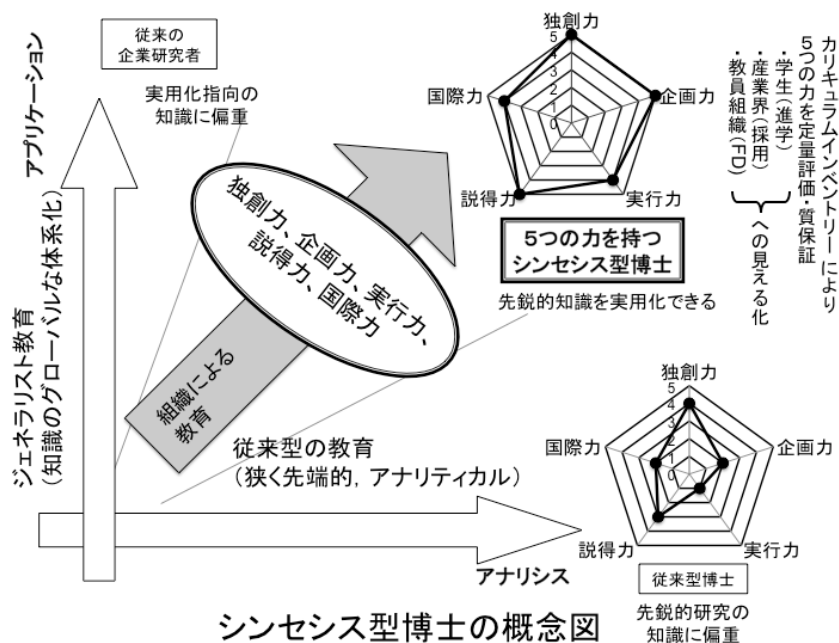 従来の
企業研究者
実用化指向の
知識に偏重
アプリケーション
ジェネラリスト教育
(知識のグローバルな体系化)
独創力、企画力、実行力、
説得力、国際力
組織による
教育
従来型の教育
(狭く先端的，アナリティカル)
アナリシス
独創力
5
4
3
2
1
0
国際力
企画力
説得力
実行力
5つの力を持つ
シンセシス型博士
先鋭的知識を実用化できる
カリキュラムインベントリーにより
5つの力を定量評価・質保証
・学生(進学)
・産業界(採用)
・教員組織(FD)
への見える化
独創力
5
4
3
2
1
0
国際力
企画力
説得力
実行力
従来型博士
先鋭的研究の
知識に偏重
シンセシス型博士の概念図